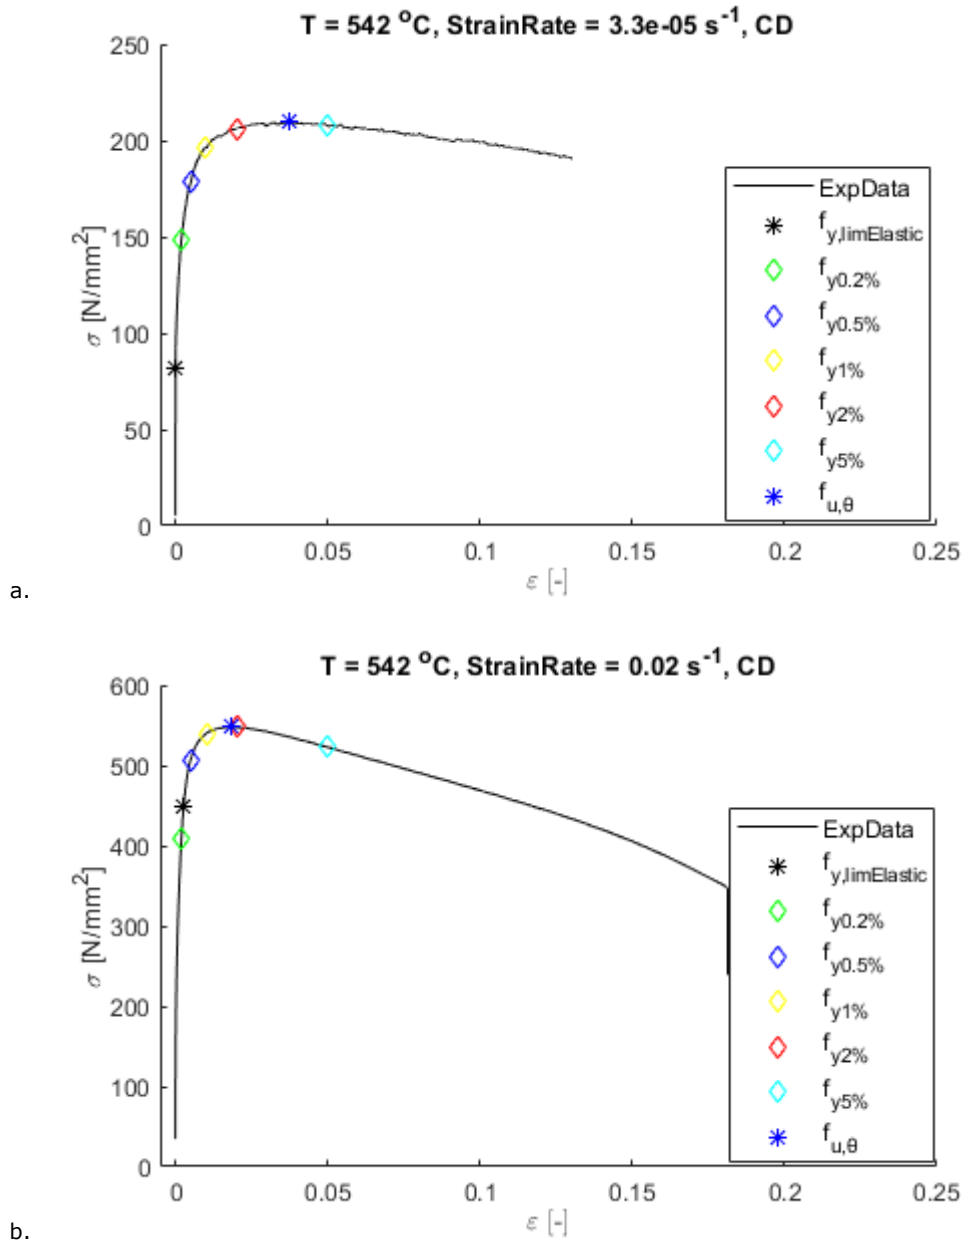 T = 542 °C, StrainRate = 3.3e-05 s⁻¹, CD
250
200
150
100
50
0
σ [N/mm²]
0 0.05 0.1 0.15 0.2 0.25
ε [-]
ExpData
f_y,limElastic
f_y0.2%
f_y0.5%
f_y1%
f_y2%
f_y5%
f_u,θ
a.
T = 542 °C, StrainRate = 0.02 s⁻¹, CD
600
500
400
300
200
100
0
σ [N/mm²]
0 0.05 0.1 0.15 0.2 0.25
ε [-]
ExpData
f_y,limElastic
f_y0.2%
f_y0.5%
f_y1%
f_y2%
f_y5%
f_u,θ
b.